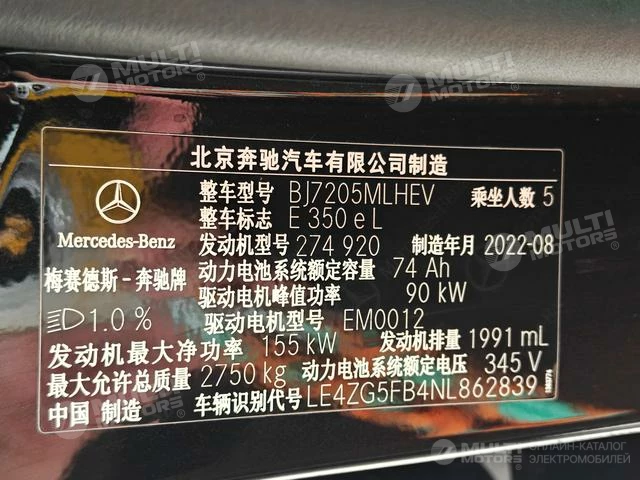 MULTI MOTORS
MULTI MOTORS
北京奔驰汽车有限公司制造
整车型号 BJ7205MLHEV 乘坐人数 5
整车标志 E 350 e L
Mercedes-Benz 发动机型号 274 920 制造年月 2022-08
梅赛德斯-奔驰牌 动力电池系统额定容量 74 Ah
驱动电机峰值功率 90 kW
1.0 % 驱动电机型号 EM0012 发动机排量 1991 mL
发动机最大净功率 155 kW 动力电池系统额定电压 345 V
最大允许总质量 2750 kg
中国 制造 车辆识别代号 LE4ZG5FB4NL862839
MULTI MOTORS
MULTI MOTORS
MULTI MOTORS ОНЛАЙН-КАТАЛОГ ЭЛЕКТРОМОБИЛЕЙ